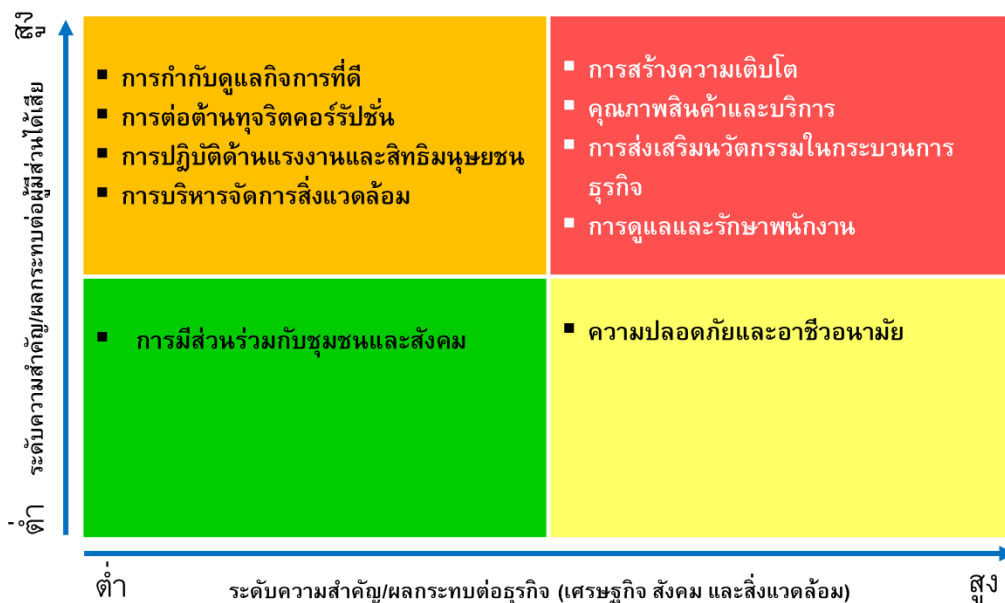 สูง
ระดับความสำคัญ/ผลกระทบต่อผู้มีส่วนได้เสีย
ต่ำ
▪ การกำกับดูแลกิจการที่ดี
▪ การต่อต้านทุจริตคอร์รัปชั่น
▪ การปฎิบัติด้านแรงงานและสิทธิมนุษยชน
▪ การบริหารจัดการสิ่งแวดล้อม
▪ การสร้างความเติบโต
▪ คุณภาพสินค้าและบริการ
▪ การส่งเสริมนวัตกรรมในกระบวนการ
ธุรกิจ
▪ การดูแลและรักษาพนักงาน
▪ การมีส่วนร่วมกับชุมชนและสังคม
▪ ความปลอดภัยและอาชีวอนามัย
ต่ำ
ระดับความสำคัญ/ผลกระทบต่อธุรกิจ (เศรษฐกิจ สังคม และสิ่งแวดล้อม)
สูง